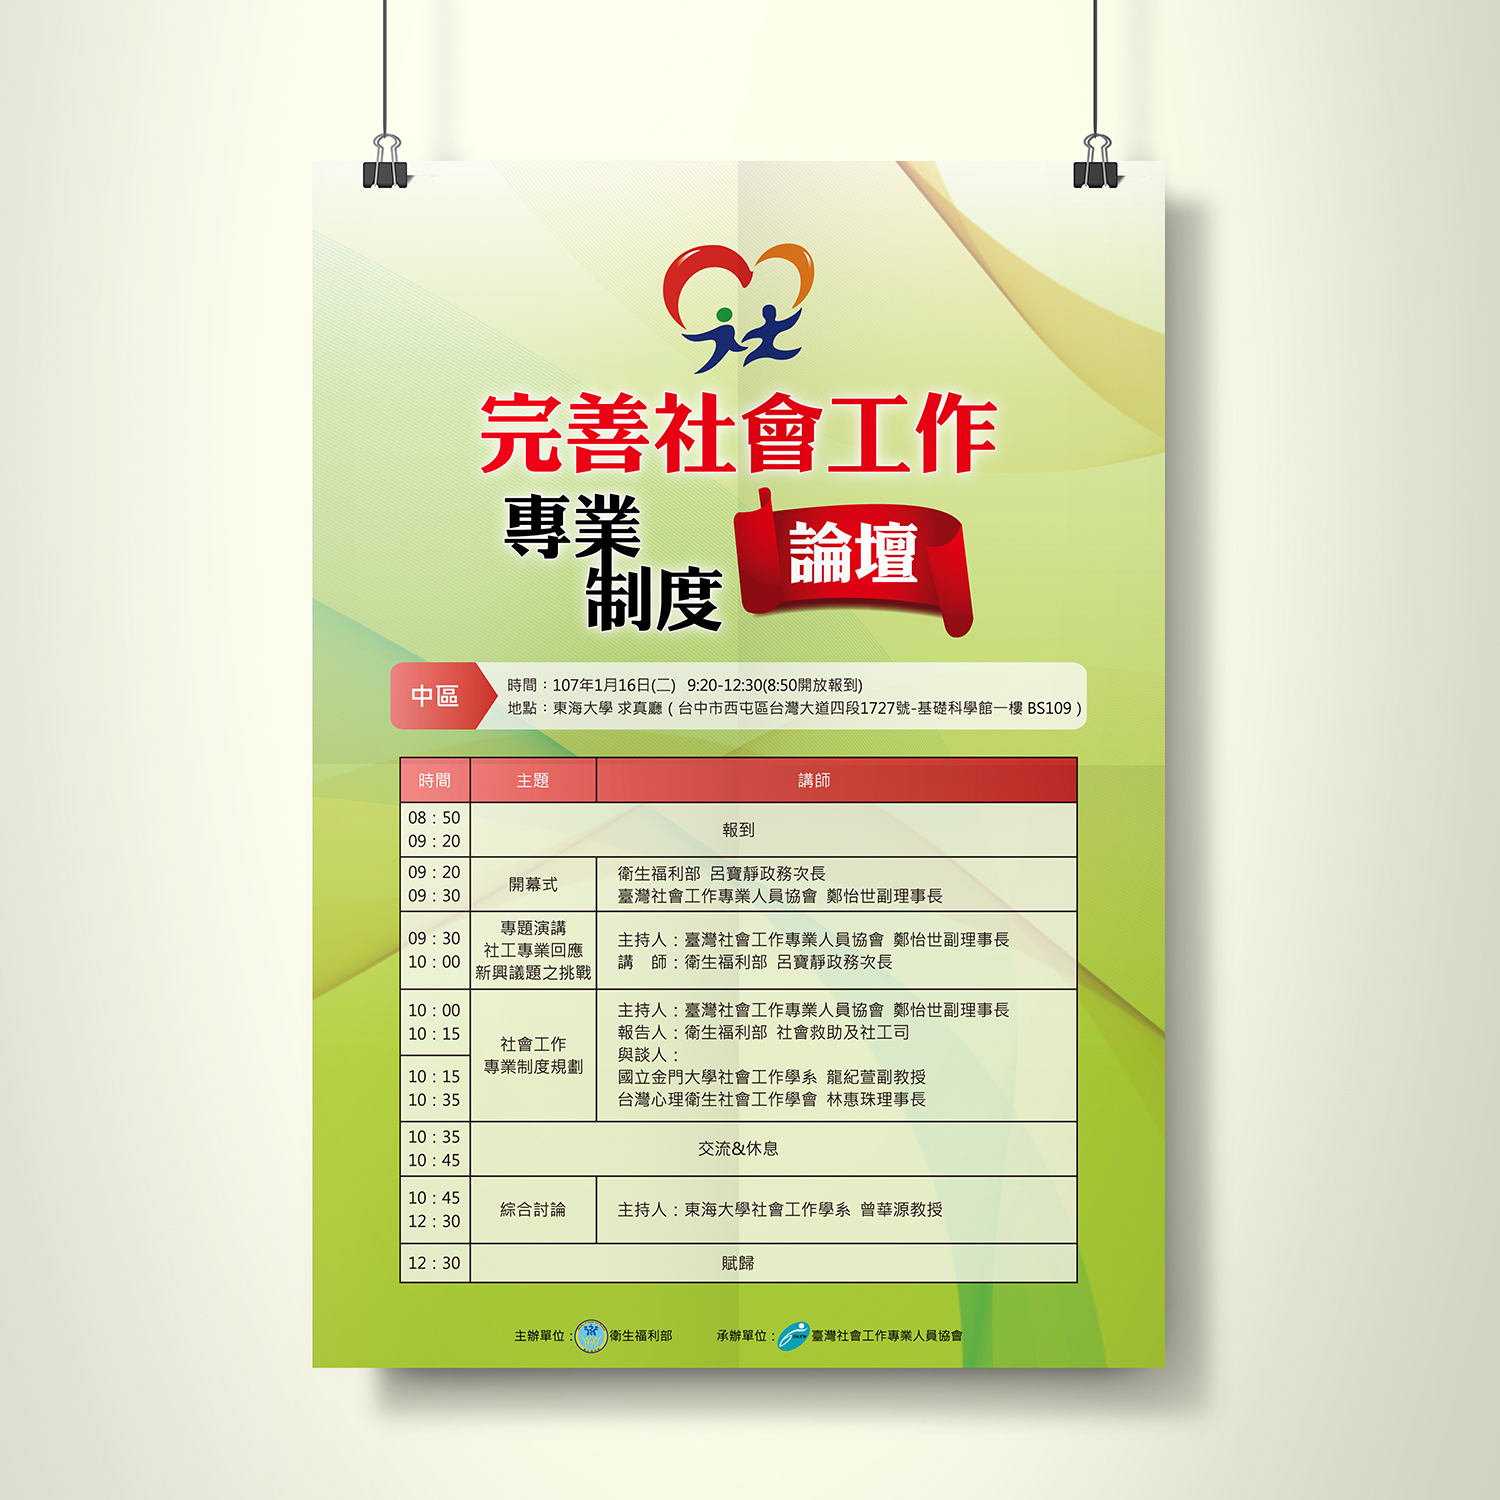 完善社會工作
專業
制度
論壇
中區
時間：107年1月16日(二) 9:20-12:30(8:50開放報到)
地點：東海大學 求真廳（台中市西屯區台灣大道四段1727號-基礎科學館一樓 BS109）
時間 主題 講師
08：50
09：20
報到
09：20
09：30
開幕式
衛生福利部 呂寶靜政務次長
臺灣社會工作專業人員協會 鄭怡世副理事長
09：30
10：00
專題演講
社工專業回應
新興議題之挑戰
主持人：臺灣社會工作專業人員協會 鄭怡世副理事長
講　師：衛生福利部 呂寶靜政務次長
10：00
10：15
10：15
10：35
社會工作
專業制度規劃
主持人：臺灣社會工作專業人員協會 鄭怡世副理事長
報告人：衛生福利部 社會救助及社工司
與談人：
國立金門大學社會工作學系 龍紀萱副教授
台灣心理衛生社會工作學會 林惠珠理事長
10：35
10：45
交流&休息
10：45
12：30
綜合討論
主持人：東海大學社會工作學系 曾華源教授
12：30
賦歸
主辦單位：衛生福利部 承辦單位：臺灣社會工作專業人員協會